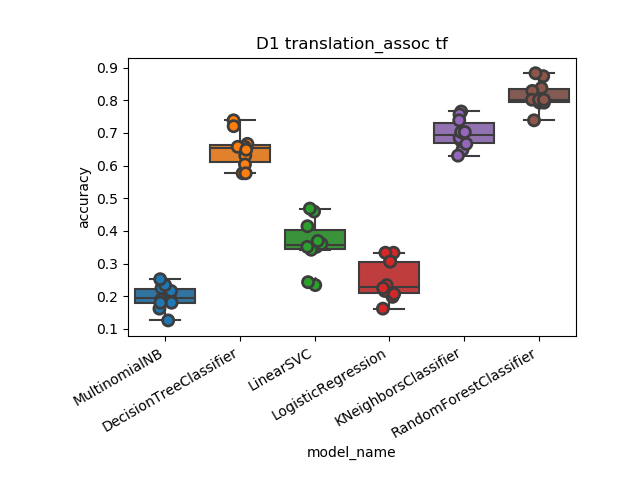 D1 translation_assoc tf
accuracy
0.9
0.8
0.7
0.6
0.5
0.4
0.3
0.2
0.1
MultinomialNB
DecisionTreeClassifier
LinearSVC
LogisticRegression
KNeighborsClassifier
RandomForestClassifier
model_name